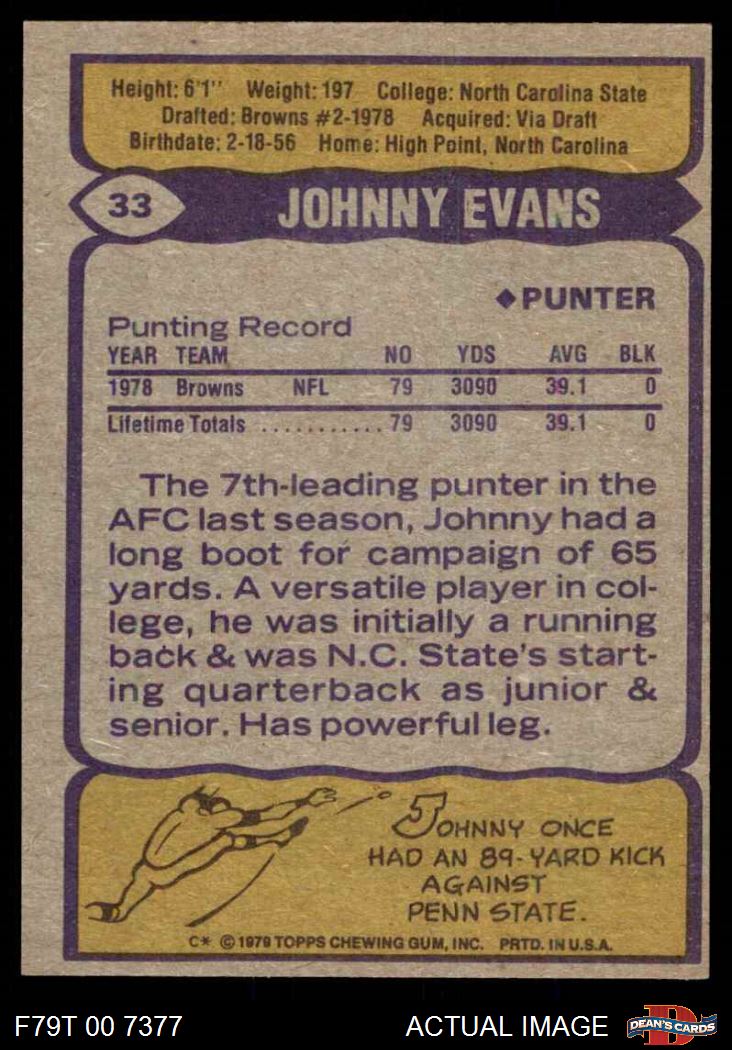 Height: 6'1" Weight: 197 College: North Carolina State
Drafted: Browns #2-1978 Acquired: Via Draft
Birthdate: 2-18-56 Home: High Point, North Carolina
33 JOHNNY EVANS
◆PUNTER
Punting Record
YEAR TEAM NO YDS AVG BLK
1978 Browns NFL 79 3090 39.1 0
Lifetime Totals ........... 79 3090 39.1 0
The 7th-leading punter in the
AFC last season, Johnny had a
long boot for campaign of 65
yards. A versatile player in col-
lege, he was initially a running
back & was N.C. State's start-
ing quarterback as junior &
senior. Has powerful leg.
JOHNNY ONCE
HAD AN 89-YARD KICK
AGAINST
PENN STATE.
C* ©1979 TOPPS CHEWING GUM, INC. PRTD. IN U.S.A.
F79T 00 7377 ACTUAL IMAGE DEAN'S CARDS